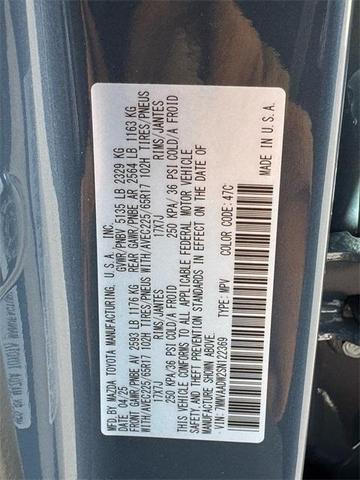 MFD. BY MAZDA TOYOTA MANUFACTURING, U.S.A., INC.
DATE: 04/25 GVWR/PNBV 5135 LB 2329 KG
FRONT GAWR/PNBE AV 2593 LB 1176 KG REAR GAWR/PNBE AR 2564 LB 1163 KG
WITH/AVEC225/65R17 102H TIRES/PNEUS WITH/AVEC225/65R17 102H TIRES/PNEUS
17X7J RIMS/JANTES 17X7J RIMS/JANTES
250 KPA/36 PSI COLD/A FROID 250 KPA/36 PSI COLD/A FROID
THIS VEHICLE CONFORMS TO ALL APPLICABLE FEDERAL MOTOR VEHICLE
SAFETY AND THEFT PREVENTION STANDARDS IN EFFECT ON THE DATE OF
MANUFACTURE SHOWN ABOVE.
VIN: TYPE: MPV COLOR CODE: 47C
MADE IN U.S.A.